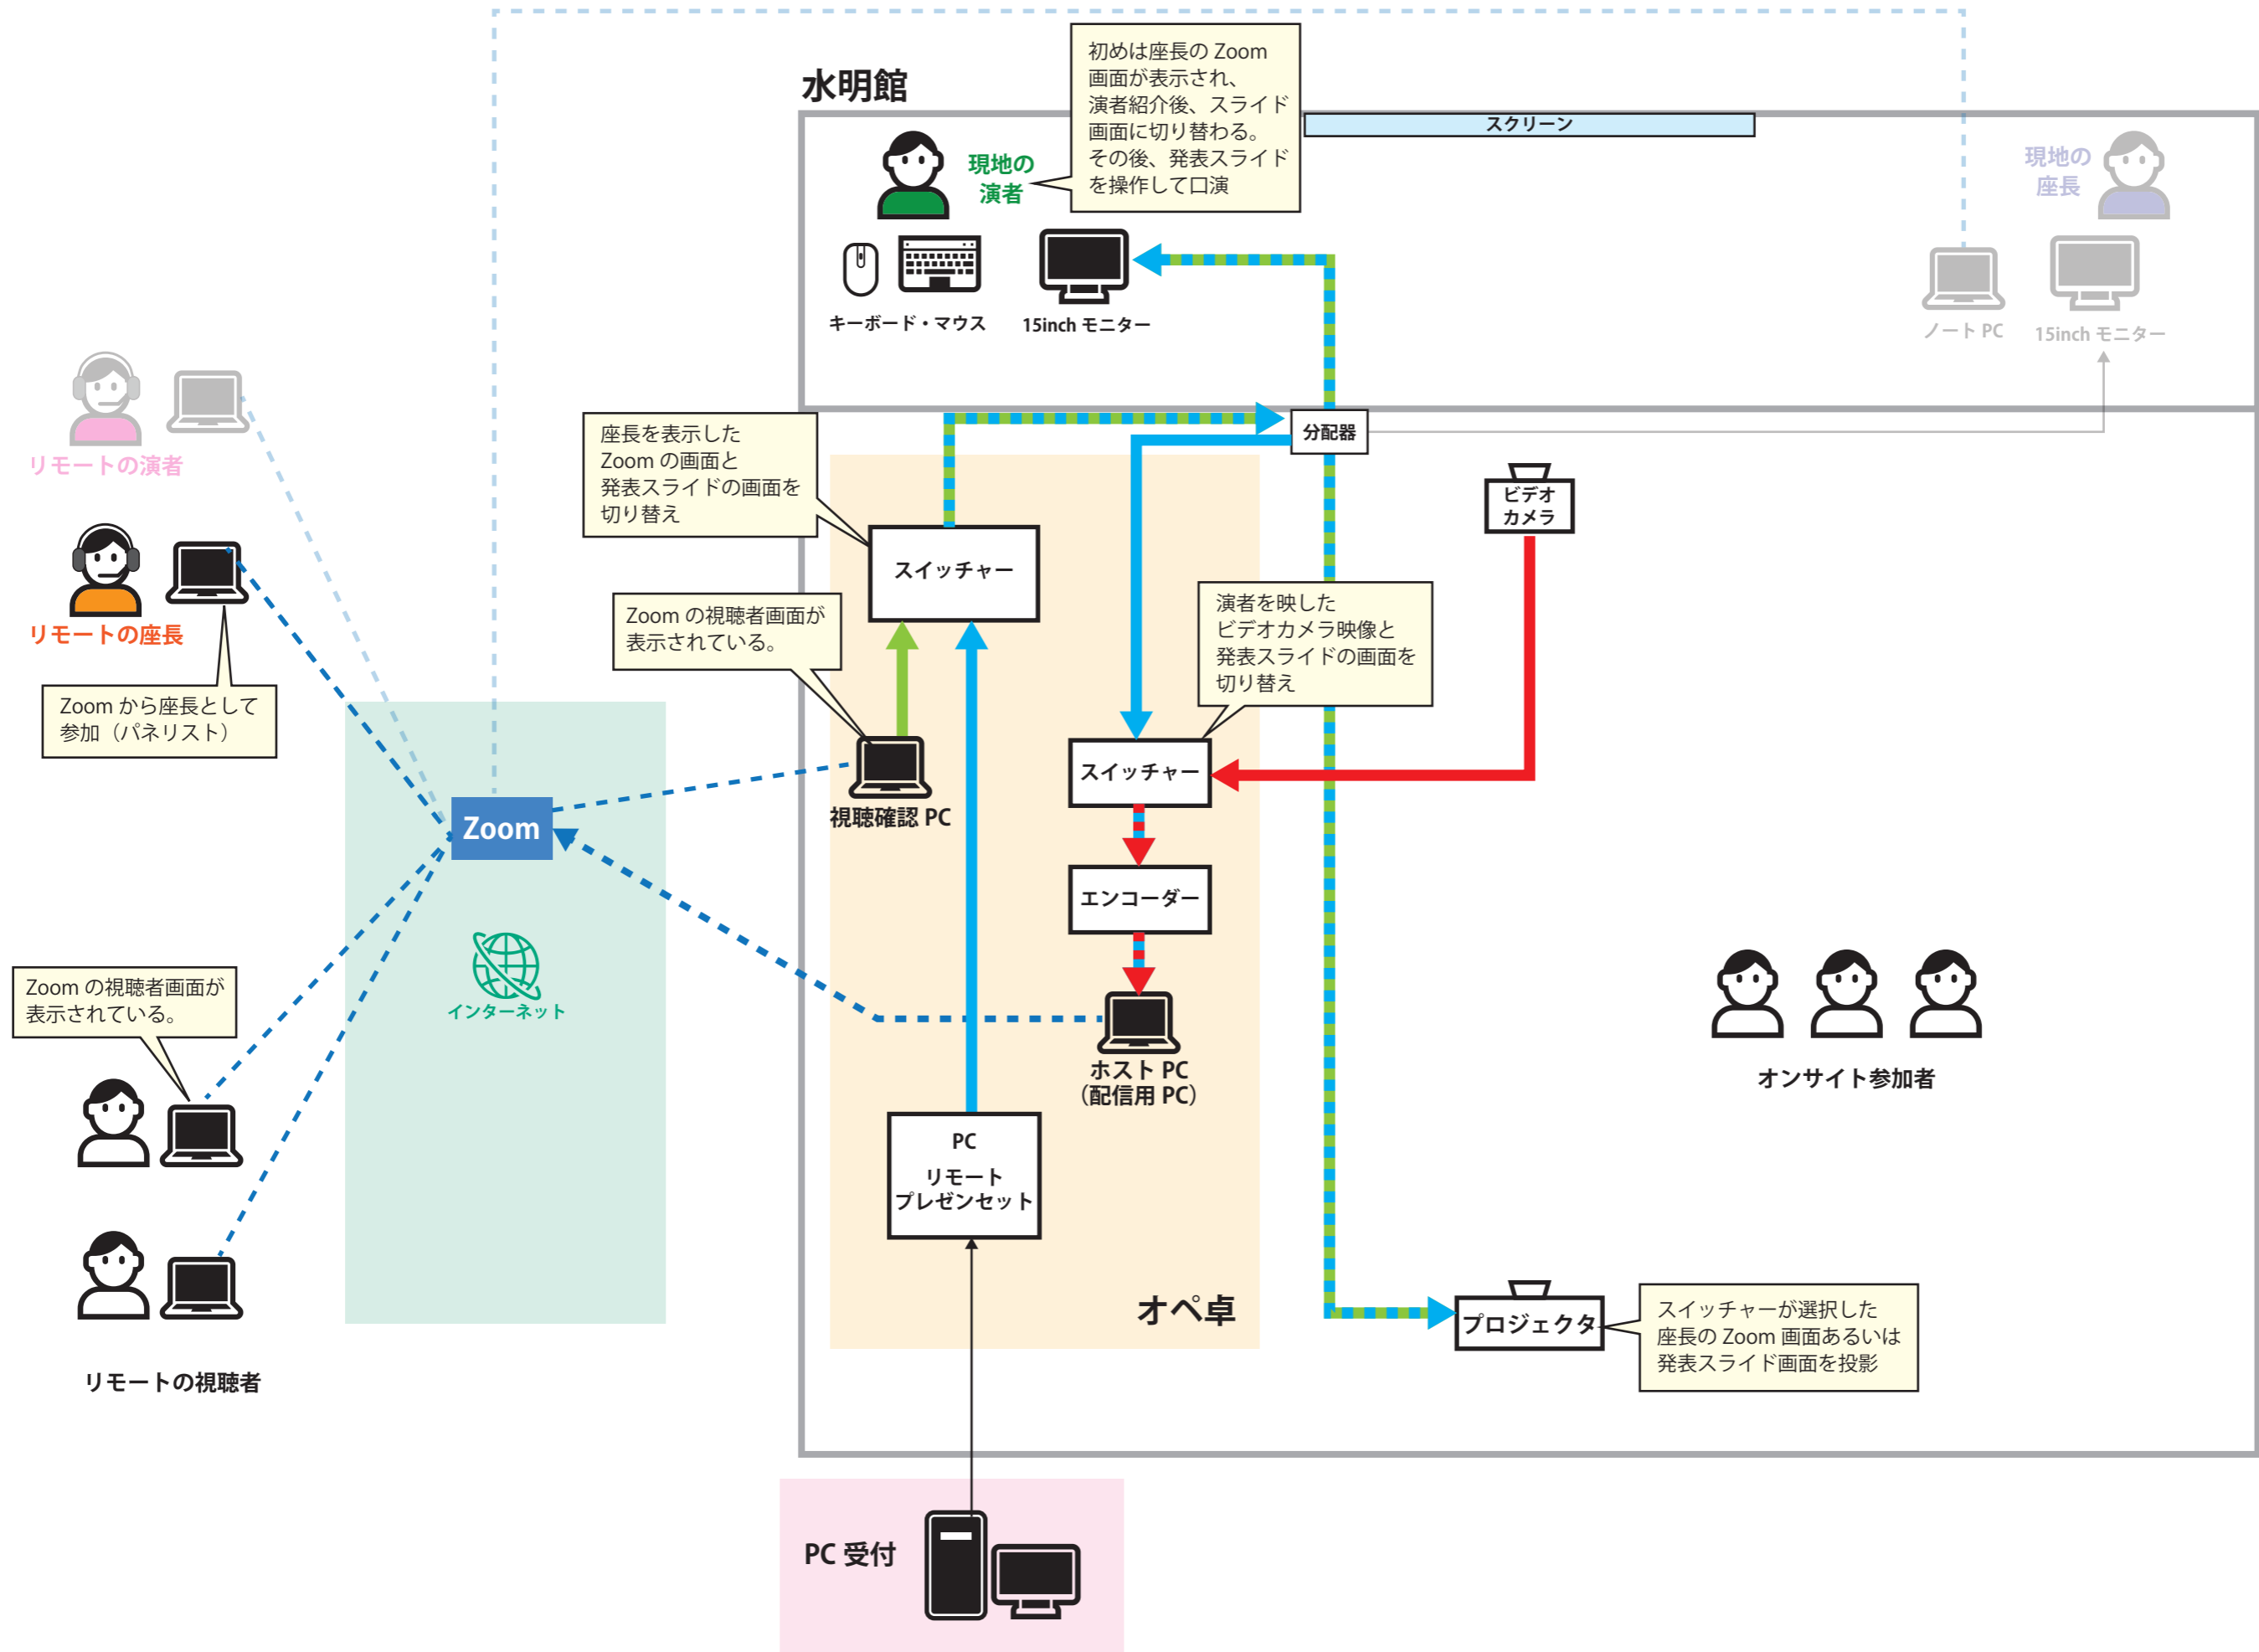 初めは座長の Zoom
画面が表示され、
演者紹介後、スライド
画面に切り替わる。
その後、発表スライド
を操作して口演
水明館
スクリーン
現地の
演者
現地の
座長
キーボード・マウス
15inch モニター
ノート PC
15inch モニター
リモートの演者
座長を表示した
Zoom の画面と
発表スライドの画面を
切り替え
分配器
ビデオ
カメラ
スイッチャー
リモートの座長
Zoom の視聴者画面が
表示されている。
演者を映した
ビデオカメラ映像と
発表スライドの画面を
切り替え
Zoom から座長として
参加（パネリスト）
スイッチャー
視聴確認 PC
Zoom
エンコーダー
インターネット
Zoom の視聴者画面が
表示されている。
ホスト PC
（配信用 PC）
オンサイト参加者
PC
リモート
プレゼンセット
オペ卓
プロジェクタ
スイッチャーが選択した
座長の Zoom 画面あるいは
発表スライド画面を投影
リモートの視聴者
PC 受付